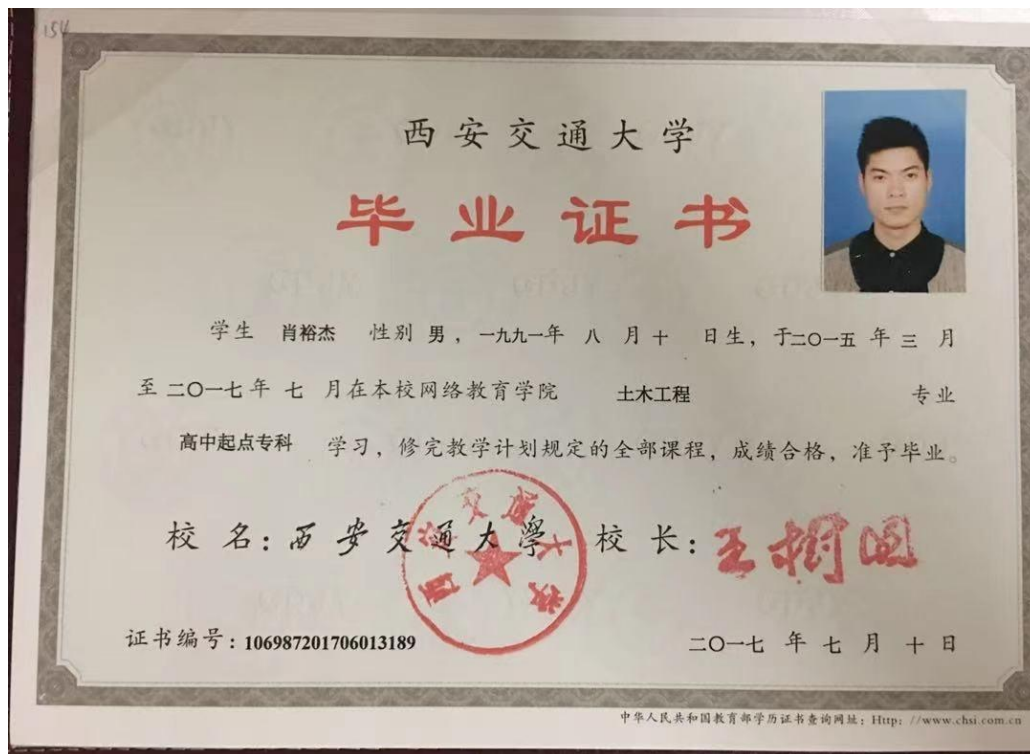 154
西安交通大学
毕业证书
学生 肖裕杰 性别 男，一九九一年 八 月 十 日生，于二〇一五 年 三 月
至 二〇一七 年 七 月在本校网络教育学院 土木工程 专业
高中起点专科 学习，修完教学计划规定的全部课程，成绩合格，准予毕业。
校 名：西安交通大學 校 长：王树国
证书编号：106987201706013189 二〇一七 年 七 月 十 日
中华人民共和国教育部学历证书查询网址：Http：//www.chsi.com.cn